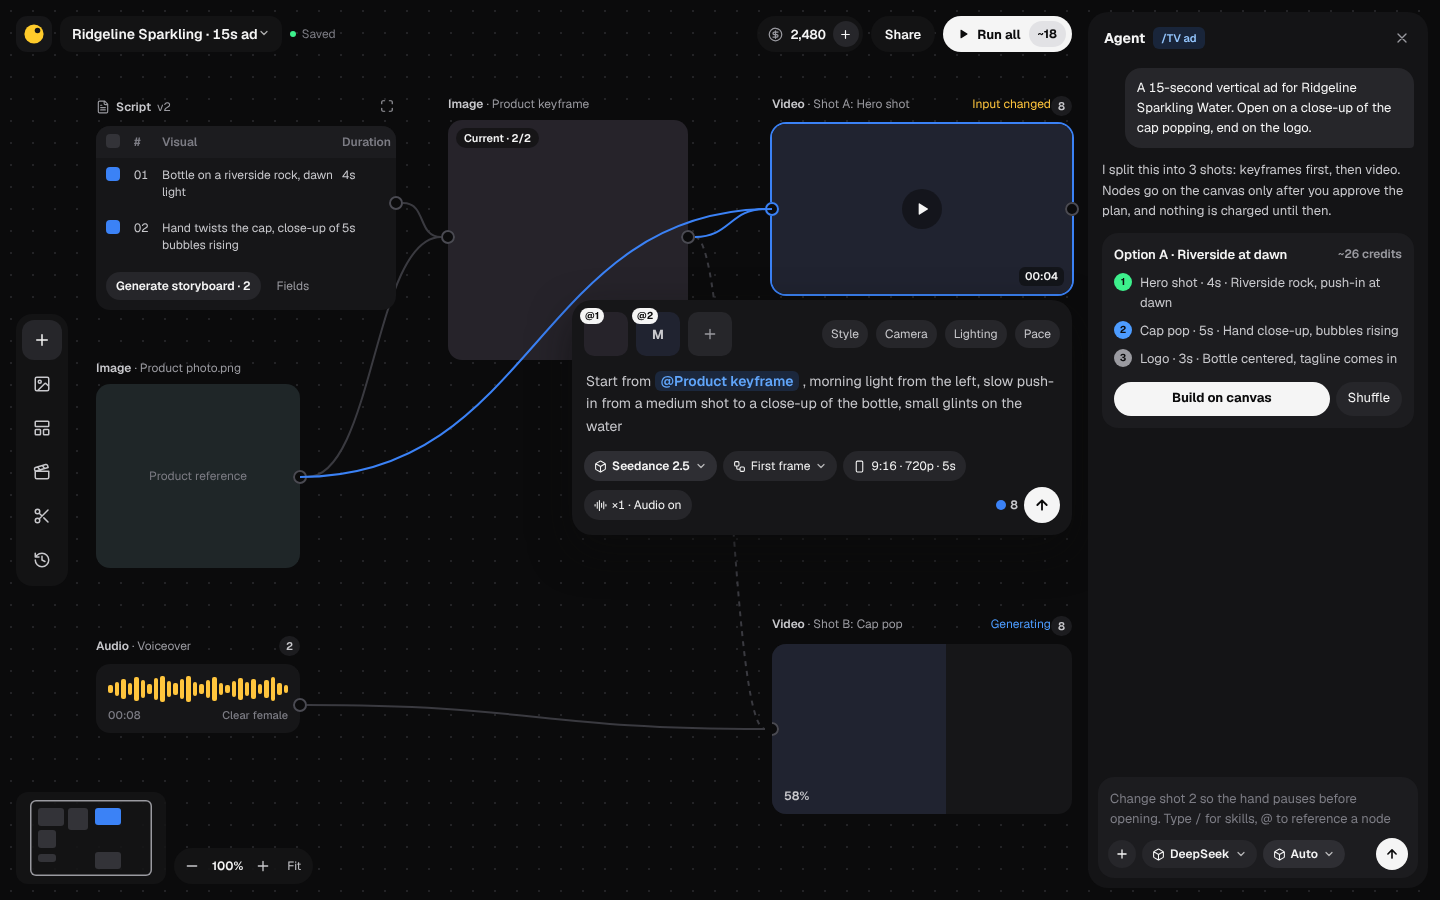 Ridgeline Sparkling · 15s ad
Saved
2,480
Share
Run all ~18
Script v2
# Visual Duration
01 Bottle on a riverside rock, dawn light 4s
02 Hand twists the cap, close-up of bubbles rising 5s
Generate storyboard · 2
Fields
Image · Product keyframe
Current · 2/2
Video · Shot A: Hero shot
Input changed 8
00:04
Image · Product photo.png
Product reference
@1
@2
M
Style
Camera
Lighting
Pace
Start from @Product keyframe , morning light from the left, slow push-
in from a medium shot to a close-up of the bottle, small glints on the
water
Seedance 2.5
First frame
9:16 · 720p · 5s
×1 · Audio on
8
Audio · Voiceover
2
00:08
Clear female
Video · Shot B: Cap pop
Generating 8
58%
100%
Fit
Agent
/TV ad
A 15-second vertical ad for Ridgeline
Sparkling Water. Open on a close-up of the
cap popping, end on the logo.
I split this into 3 shots: keyframes first, then video.
Nodes go on the canvas only after you approve the
plan, and nothing is charged until then.
Option A · Riverside at dawn
~26 credits
1 Hero shot · 4s · Riverside rock, push-in at
dawn
2 Cap pop · 5s · Hand close-up, bubbles rising
3 Logo · 3s · Bottle centered, tagline comes in
Build on canvas
Shuffle
Change shot 2 so the hand pauses before
opening. Type / for skills, @ to reference a node
DeepSeek
Auto